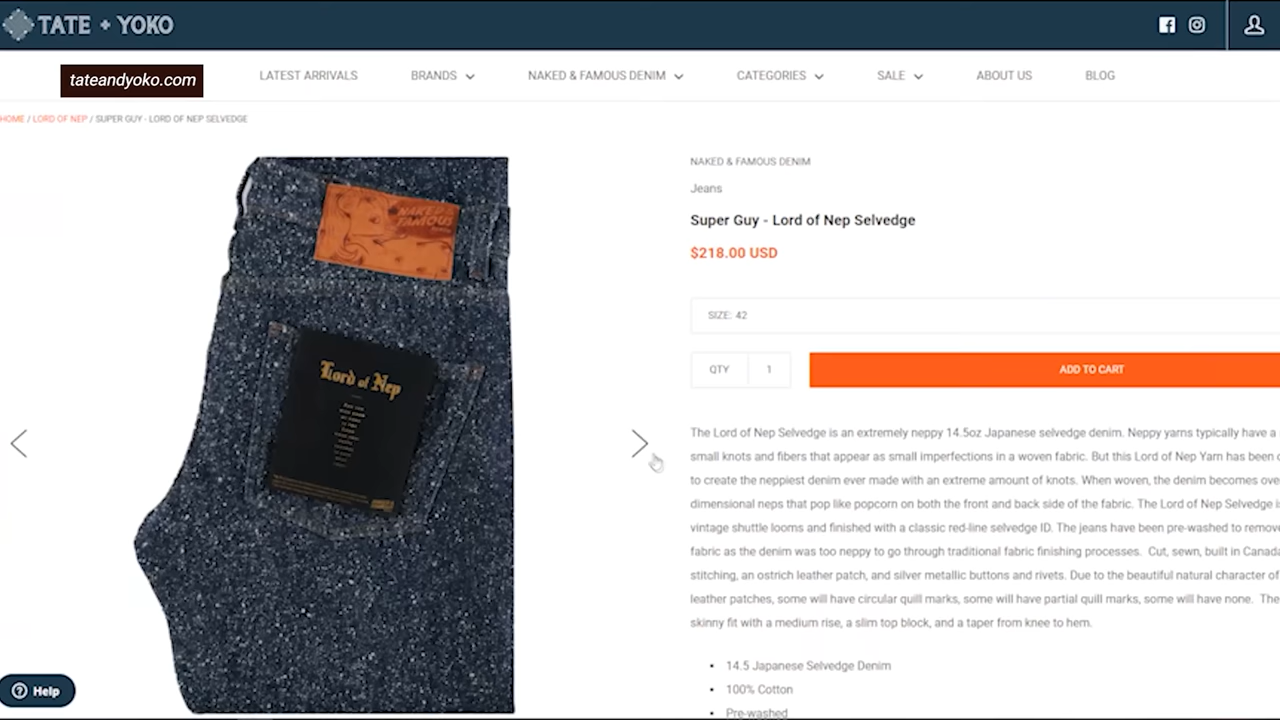 TATE + YOKO
tateandyoko.com
LATEST ARRIVALS BRANDS NAKED & FAMOUS DENIM CATEGORIES SALE ABOUT US BLOG
HOME / LORD OF NEP / SUPER GUY - LORD OF NEP SELVEDGE
NAKED &
FAMOUS
DENIM
Lord of Nep
NAKED & FAMOUS DENIM
Jeans
Super Guy - Lord of Nep Selvedge
$218.00 USD
SIZE: 42
QTY 1 ADD TO CART
The Lord of Nep Selvedge is an extremely neppy 14.5oz Japanese selvedge denim. Neppy yarns typically have a
small knots and fibers that appear as small imperfections in a woven fabric. But this Lord of Nep Yarn has been
to create the neppiest denim ever made with an extreme amount of knots. When woven, the denim becomes ove
dimensional neps that pop like popcorn on both the front and back side of the fabric. The Lord of Nep Selvedge i
vintage shuttle looms and finished with a classic red-line selvedge ID. The jeans have been pre-washed to remov
fabric as the denim was too neppy to go through traditional fabric finishing processes. Cut, sewn, built in Canada
stitching, an ostrich leather patch, and silver metallic buttons and rivets. Due to the beautiful natural character of
leather patches, some will have circular quill marks, some will have partial quill marks, some will have none. The
skinny fit with a medium rise, a slim top block, and a taper from knee to hem.
• 14.5 Japanese Selvedge Denim
• 100% Cotton
• Pre-washed
Help